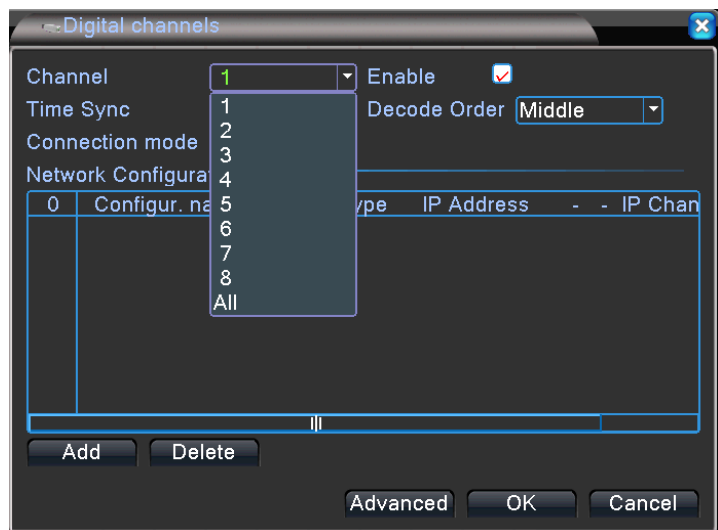 Digital channels
Channel 1 Enable
Time Sync 1 Decode Order Middle
2
Connection mode
3
Network Configurat
4
0 Configur. na 5 ype IP Address - - IP Chan
6
7
8
All
Add Delete
Advanced OK Cancel